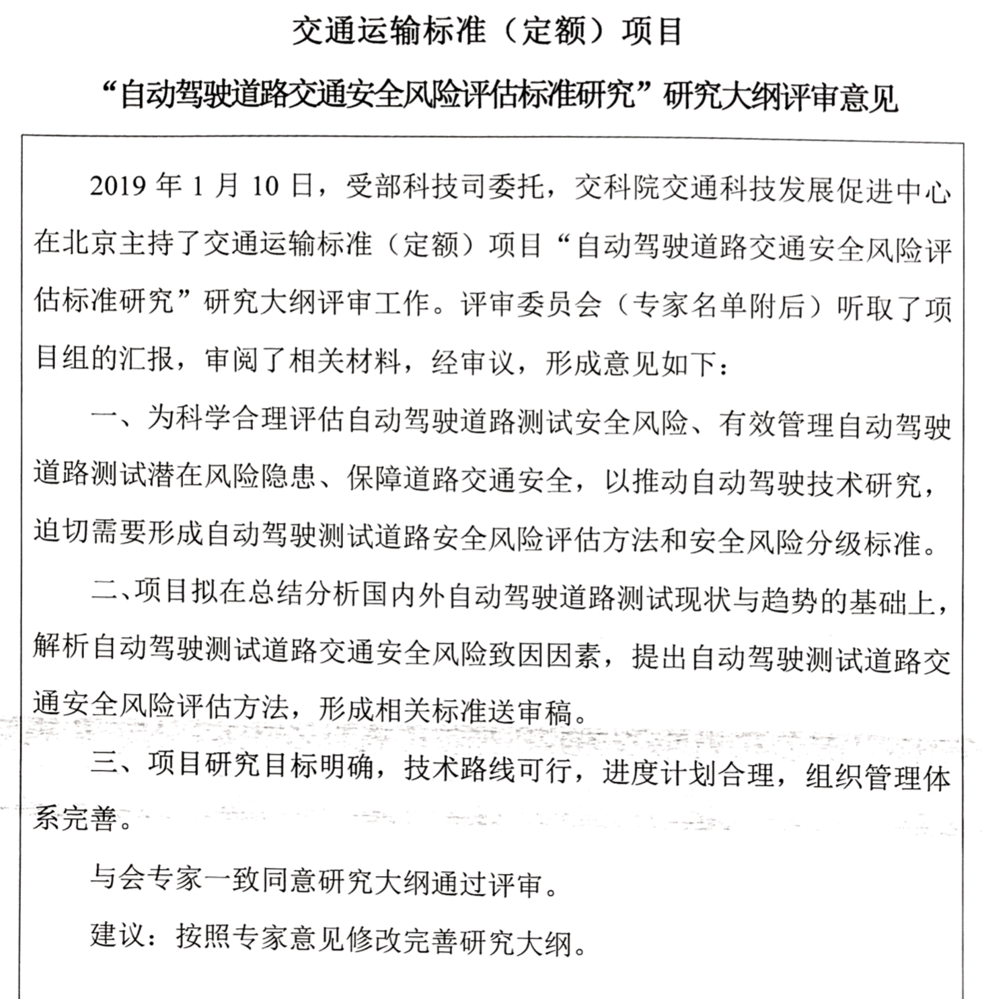 交通运输标准（定额）项目
“自动驾驶道路交通安全风险评估标准研究”研究大纲评审意见
2019 年 1 月 10 日，受部科技司委托，交科院交通科技发展促进中心
在北京主持了交通运输标准（定额）项目“自动驾驶道路交通安全风险评
估标准研究”研究大纲评审工作。评审委员会（专家名单附后）听取了项
目组的汇报，审阅了相关材料，经审议，形成意见如下：
一、为科学合理评估自动驾驶道路测试安全风险、有效管理自动驾驶
道路测试潜在风险隐患、保障道路交通安全，以推动自动驾驶技术研究，
迫切需要形成自动驾驶测试道路安全风险评估方法和安全风险分级标准。
二、项目拟在总结分析国内外自动驾驶道路测试现状与趋势的基础上，
解析自动驾驶测试道路交通安全风险致因因素，提出自动驾驶测试道路交
通安全风险评估方法，形成相关标准送审稿。
三、项目研究目标明确，技术路线可行，进度计划合理，组织管理体
系完善。
与会专家一致同意研究大纲通过评审。
建议：按照专家意见修改完善研究大纲。